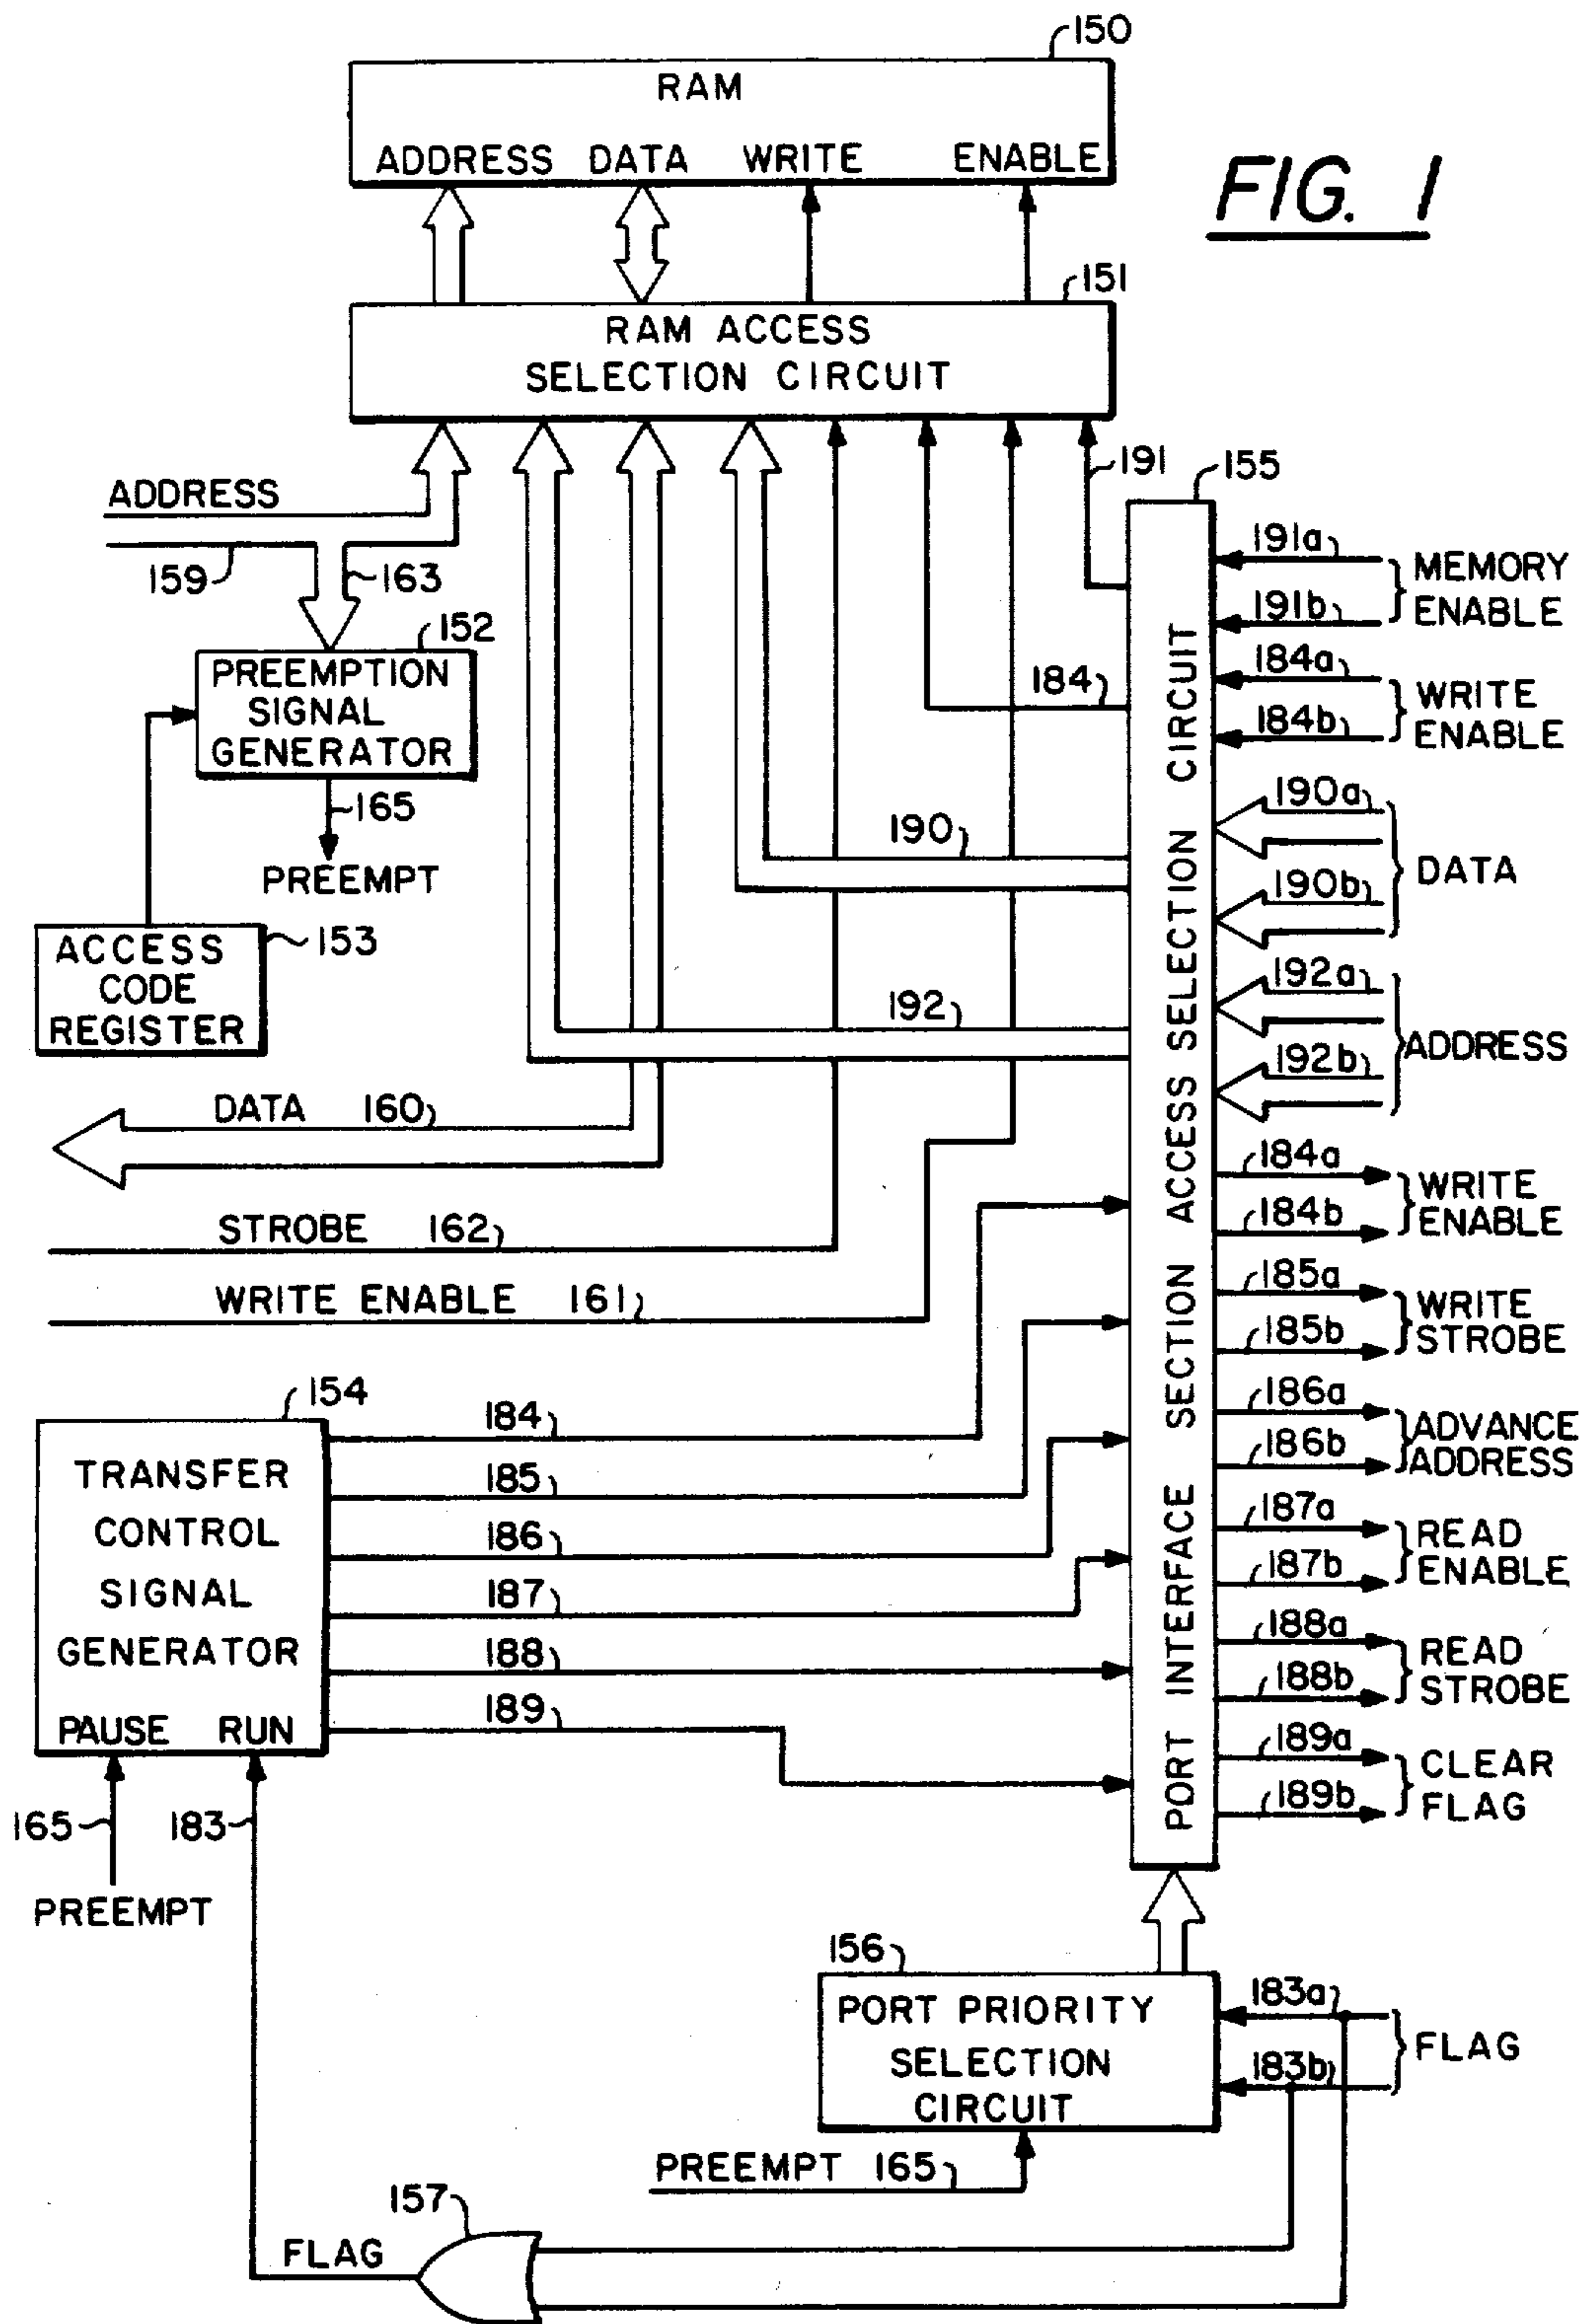 150
RAM
ADDRESS DATA WRITE ENABLE
FIG. 1
151
RAM ACCESS
SELECTION CIRCUIT
191
155
ADDRESS
159
163
152
PREEMPTION
SIGNAL
GENERATOR
165
PREEMPT
ACCESS
CODE
REGISTER
153
184
190
192
DATA 160
STROBE 162
WRITE ENABLE 161
PORT INTERFACE SECTION ACCESS SELECTION CIRCUIT
191a
191b
MEMORY
ENABLE
184a
184b
WRITE
ENABLE
190a
190b
DATA
192a
192b
ADDRESS
184a
184b
WRITE
ENABLE
185a
185b
WRITE
STROBE
186a
186b
ADVANCE
ADDRESS
187a
187b
READ
ENABLE
188a
188b
READ
STROBE
189a
189b
CLEAR
FLAG
154
TRANSFER
CONTROL
SIGNAL
GENERATOR
PAUSE RUN
184
185
186
187
188
189
165
183
PREEMPT
156
PORT PRIORITY
SELECTION
CIRCUIT
183a
183b
FLAG
PREEMPT 165
157
FLAG